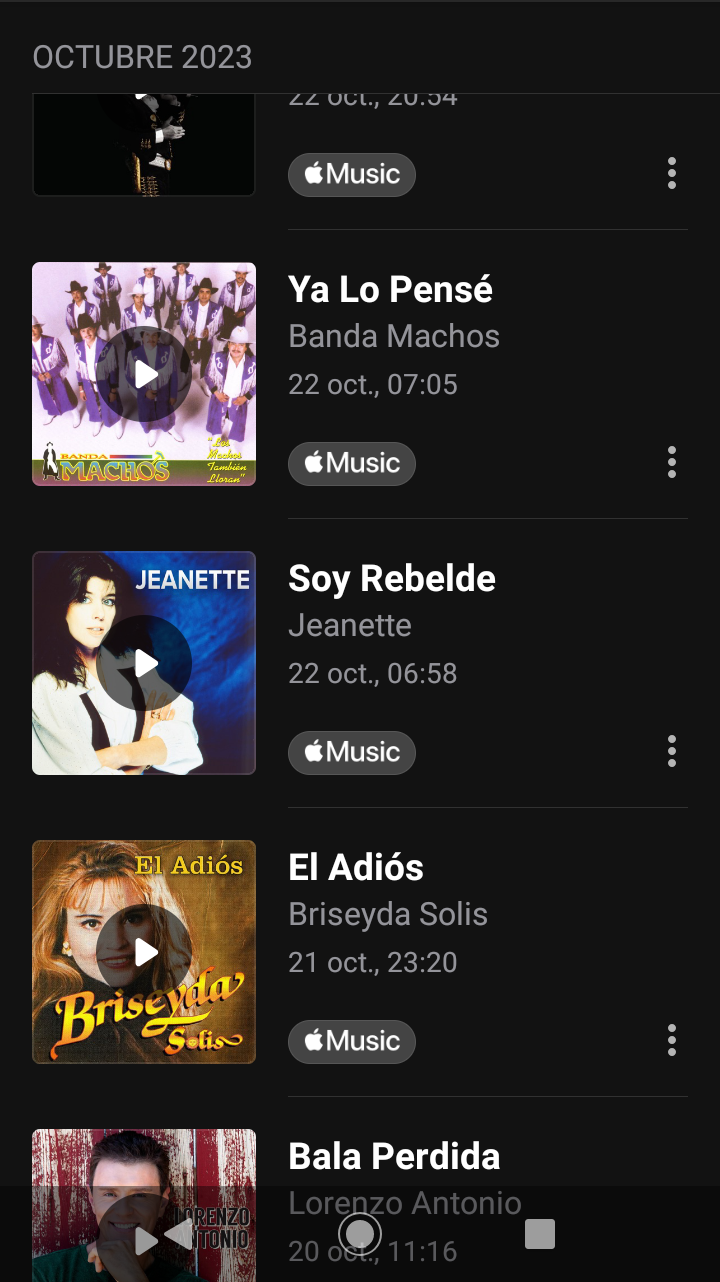 OCTUBRE 2023
22 oct., 20:54
Music
Ya Lo Pensé
Banda Machos
22 oct., 07:05
BANDA
MACHOS
"Los
Machos
También
Lloran"
Music
JEANETTE
Soy Rebelde
Jeanette
22 oct., 06:58
Music
El Adiós
Briseyda
Solis
El Adiós
Briseyda Solis
21 oct., 23:20
Music
LORENZO
ANTONIO
Bala Perdida
Lorenzo Antonio
20 oct., 11:16